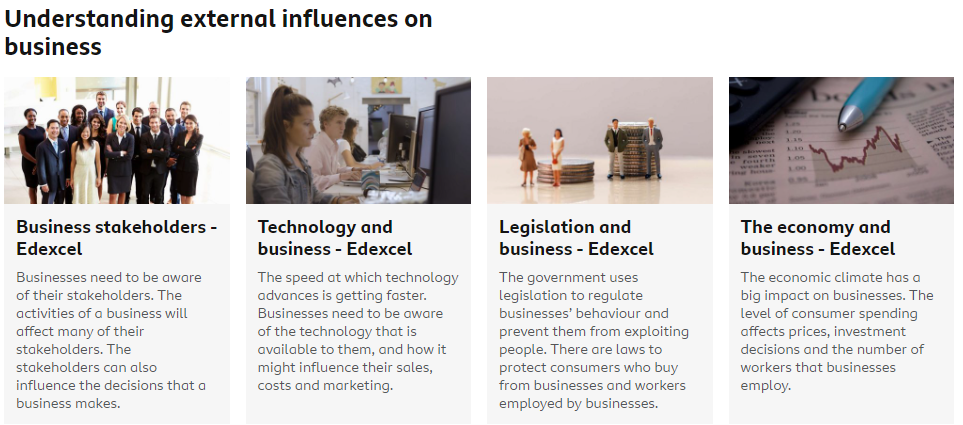 Understanding external influences on
business
Business stakeholders -
Edexcel
Businesses need to be aware
of their stakeholders. The
activities of a business will
affect many of their
stakeholders. The
stakeholders can also
influence the decisions that a
business makes.
Technology and
business - Edexcel
The speed at which technology
advances is getting faster.
Businesses need to be aware
of the technology that is
available to them, and how it
might influence their sales,
costs and marketing.
Legislation and
business - Edexcel
The government uses
legislation to regulate
businesses’ behaviour and
prevent them from exploiting
people. There are laws to
protect consumers who buy
from businesses and workers
employed by businesses.
The economy and
business - Edexcel
The economic climate has a
big impact on businesses. The
level of consumer spending
affects prices, investment
decisions and the number of
workers that businesses
employ.